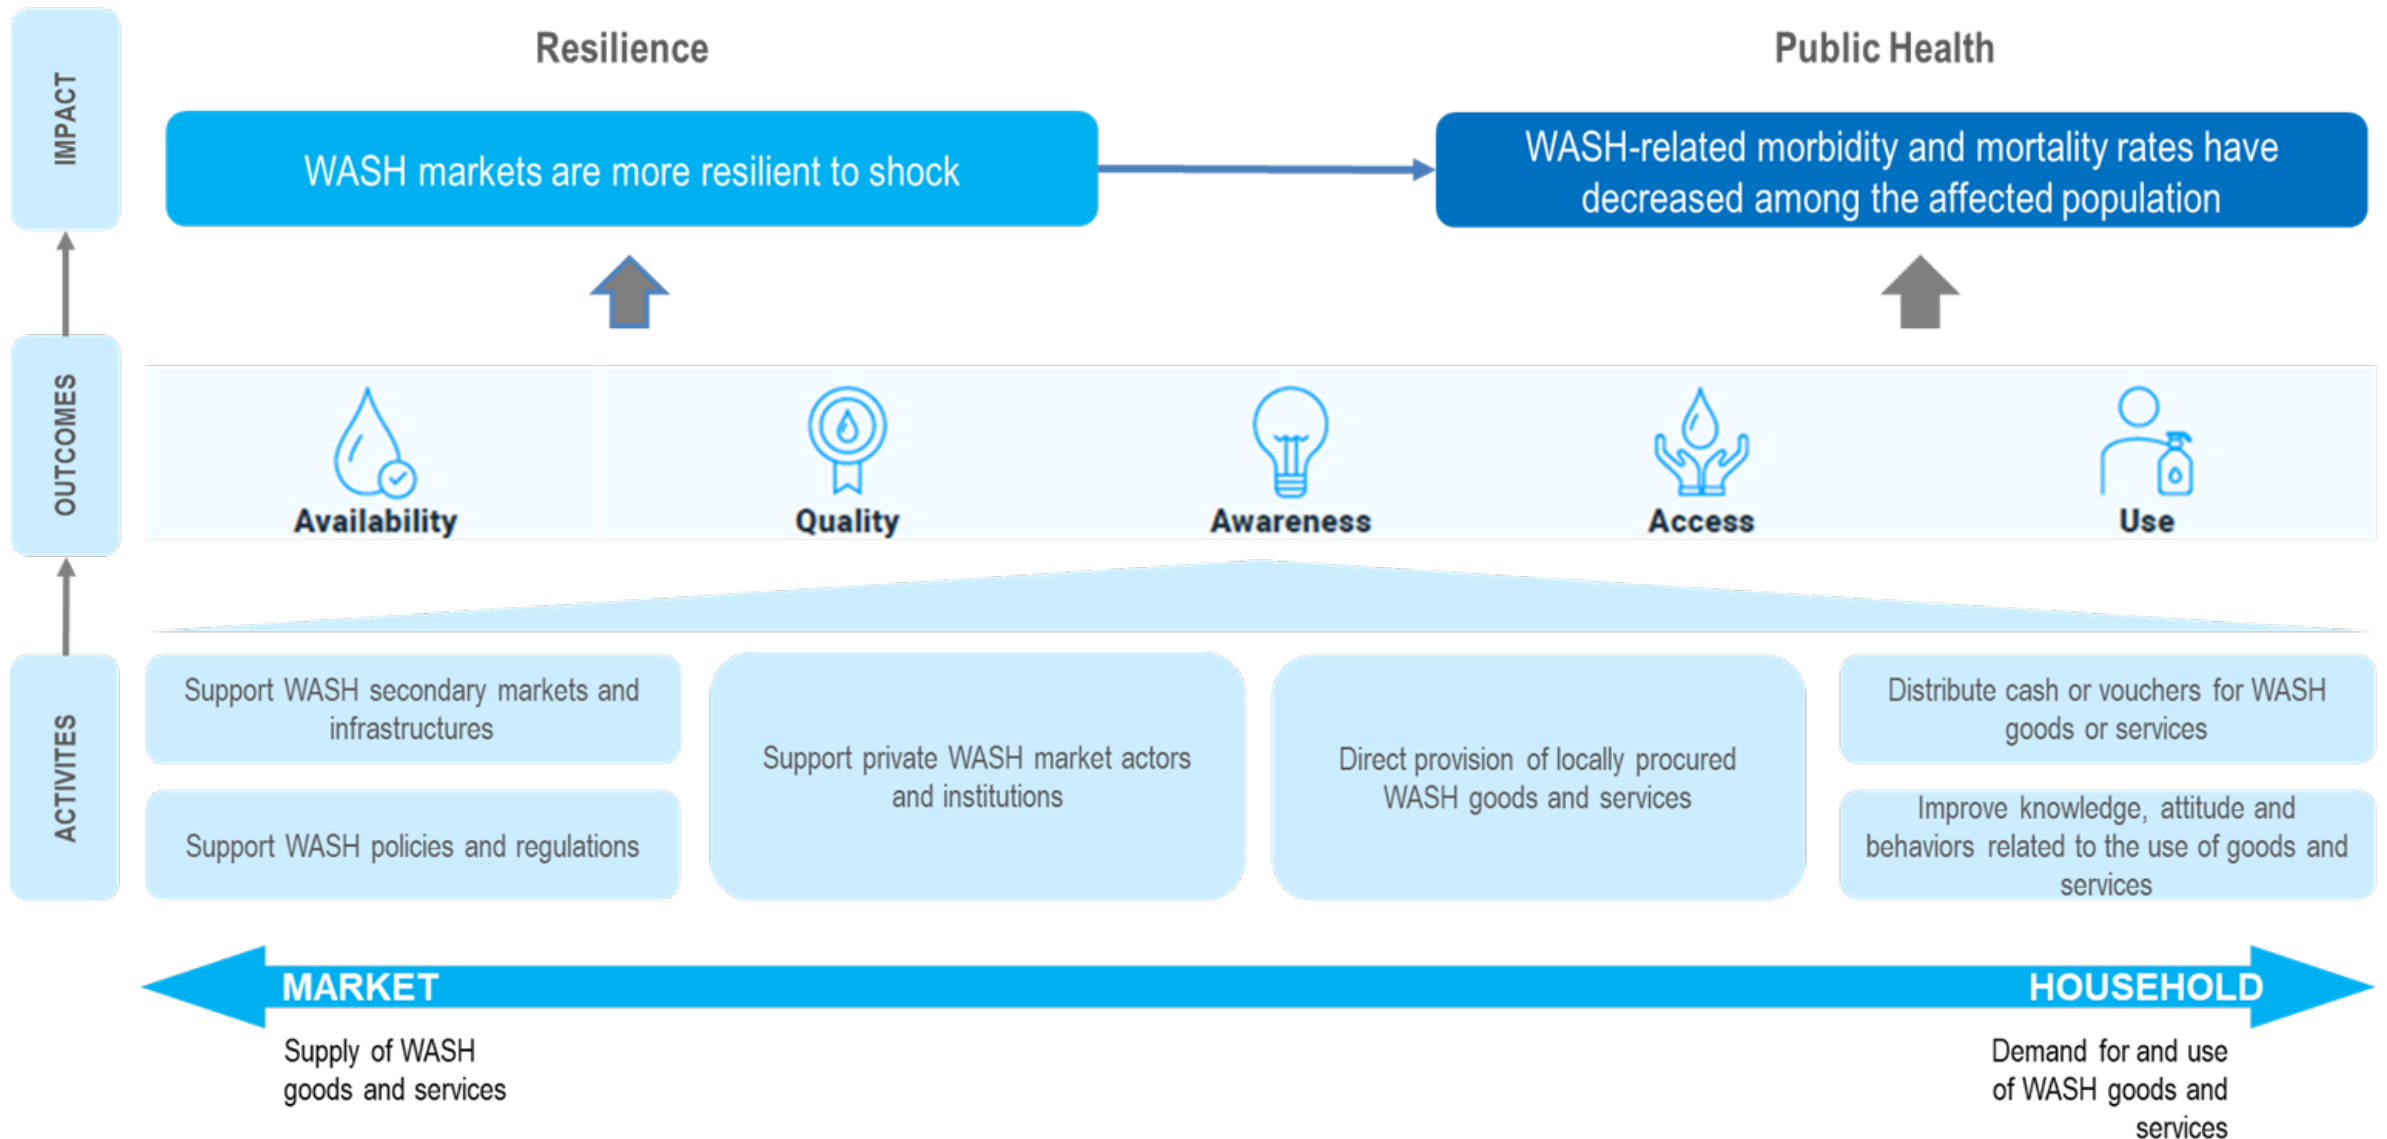 Resilience
Public Health
IMPACT
WASH markets are more resilient to shock
WASH-related morbidity and mortality rates have
decreased among the affected population
OUTCOMES
Availability
Quality
Awareness
Access
Use
ACTIVITES
Support WASH secondary markets and
infrastructures
Support WASH policies and regulations
Support private WASH market actors
and institutions
Direct provision of locally procured
WASH goods and services
Distribute cash or vouchers for WASH
goods or services
Improve knowledge, attitude and
behaviors related to the use of goods and
services
MARKET
HOUSEHOLD
Supply of WASH
goods and services
Demand for and use
of WASH goods and
services